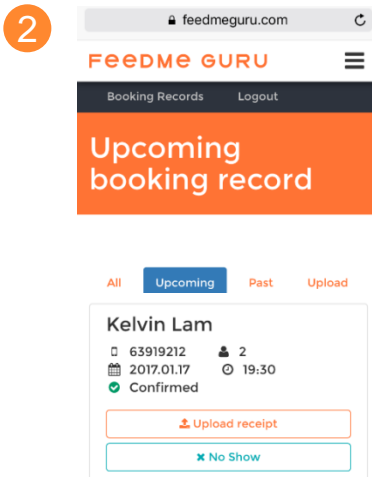 2
feedmeguru.com
FEEDME GURU
Booking Records Logout
Upcoming
booking record
All Upcoming Past Upload
Kelvin Lam
63919212 2
2017.01.17 19:30
Confirmed
Upload receipt
No Show